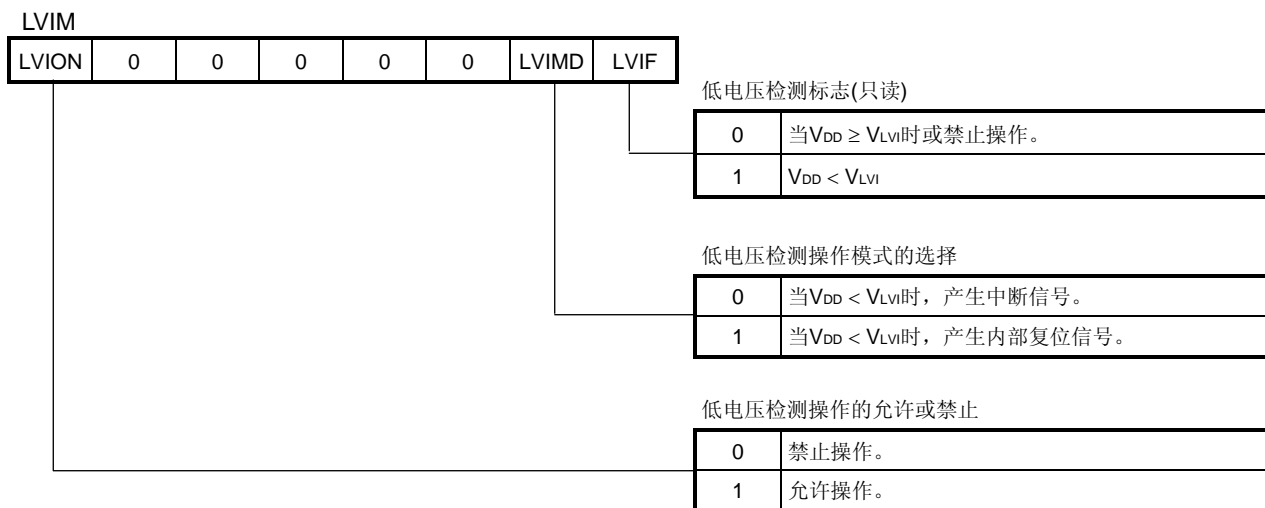 LVIM
LVION 0 0 0 0 0 LVIMD LVIF
低电压检测标志(只读)
0 当VDD ≥ VLVI时或禁止操作。
1 VDD < VLVI
低电压检测操作模式的选择
0 当VDD < VLVI时，产生中断信号。
1 当VDD < VLVI时，产生内部复位信号。
低电压检测操作的允许或禁止
0 禁止操作。
1 允许操作。